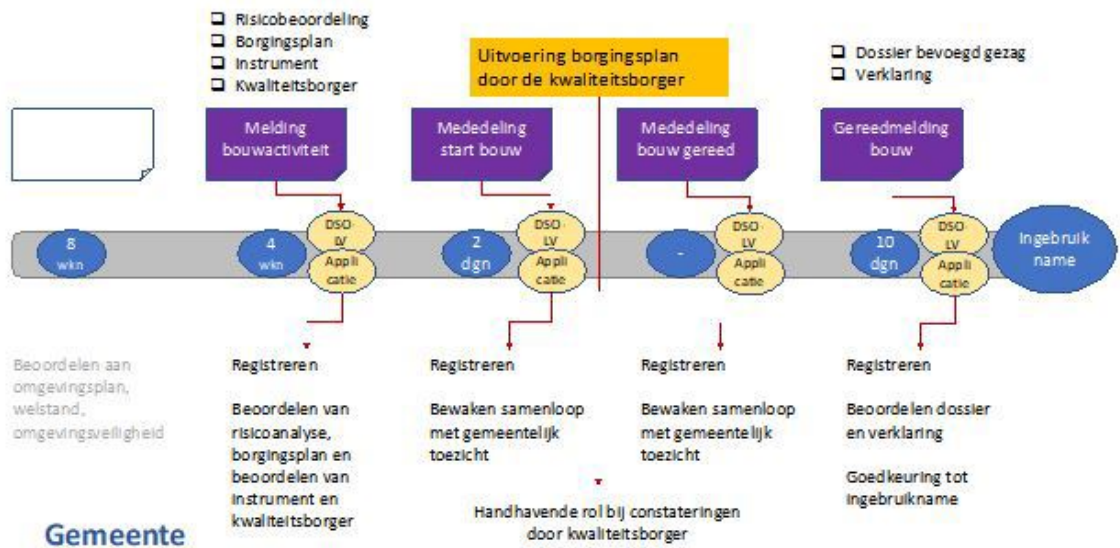 Risicobeoordeling
Borgingsplan
Instrument
Kwaliteitsborger
Uitvoering borgingsplan
door de kwaliteitsborger
Dossier bevoegd gezag
Verklaring
Melding
bouwactiviteit
Mededeling
start bouw
Mededeling
bouw gereed
Gereedmelding
bouw
8
wkn
4
wkn
DSO-
LV
Appli
catie
2
dgn
DSO-
LV
Appli
catie
-
DSO-
LV
Appli
catie
10
dgn
DSO-
LV
Appli
catie
Ingebruik
name
Beoordelen aan
omgevingsplan,
welstand,
omgevingsveiligheid
Registreren
Beoordelen van
risicoanalyse,
borgingsplan en
beoordelen van
instrument en
kwaliteitsborger
Registreren
Bewaken samenloop
met gemeentelijk
toezicht
Registreren
Bewaken samenloop
met gemeentelijk
toezicht
Registreren
Beoordelen dossier
en verklaring
Goedkeuring tot
ingebruikname
Handhavende rol bij constateringen
door kwaliteitsborger
Gemeente